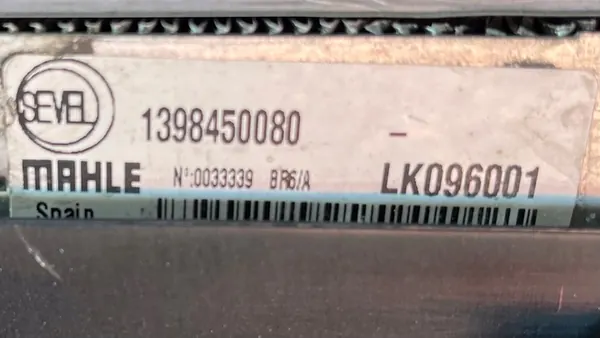 SEVEL
1398450080 -
MAHLE N°:0033339 BR6/A LK096001
Spain